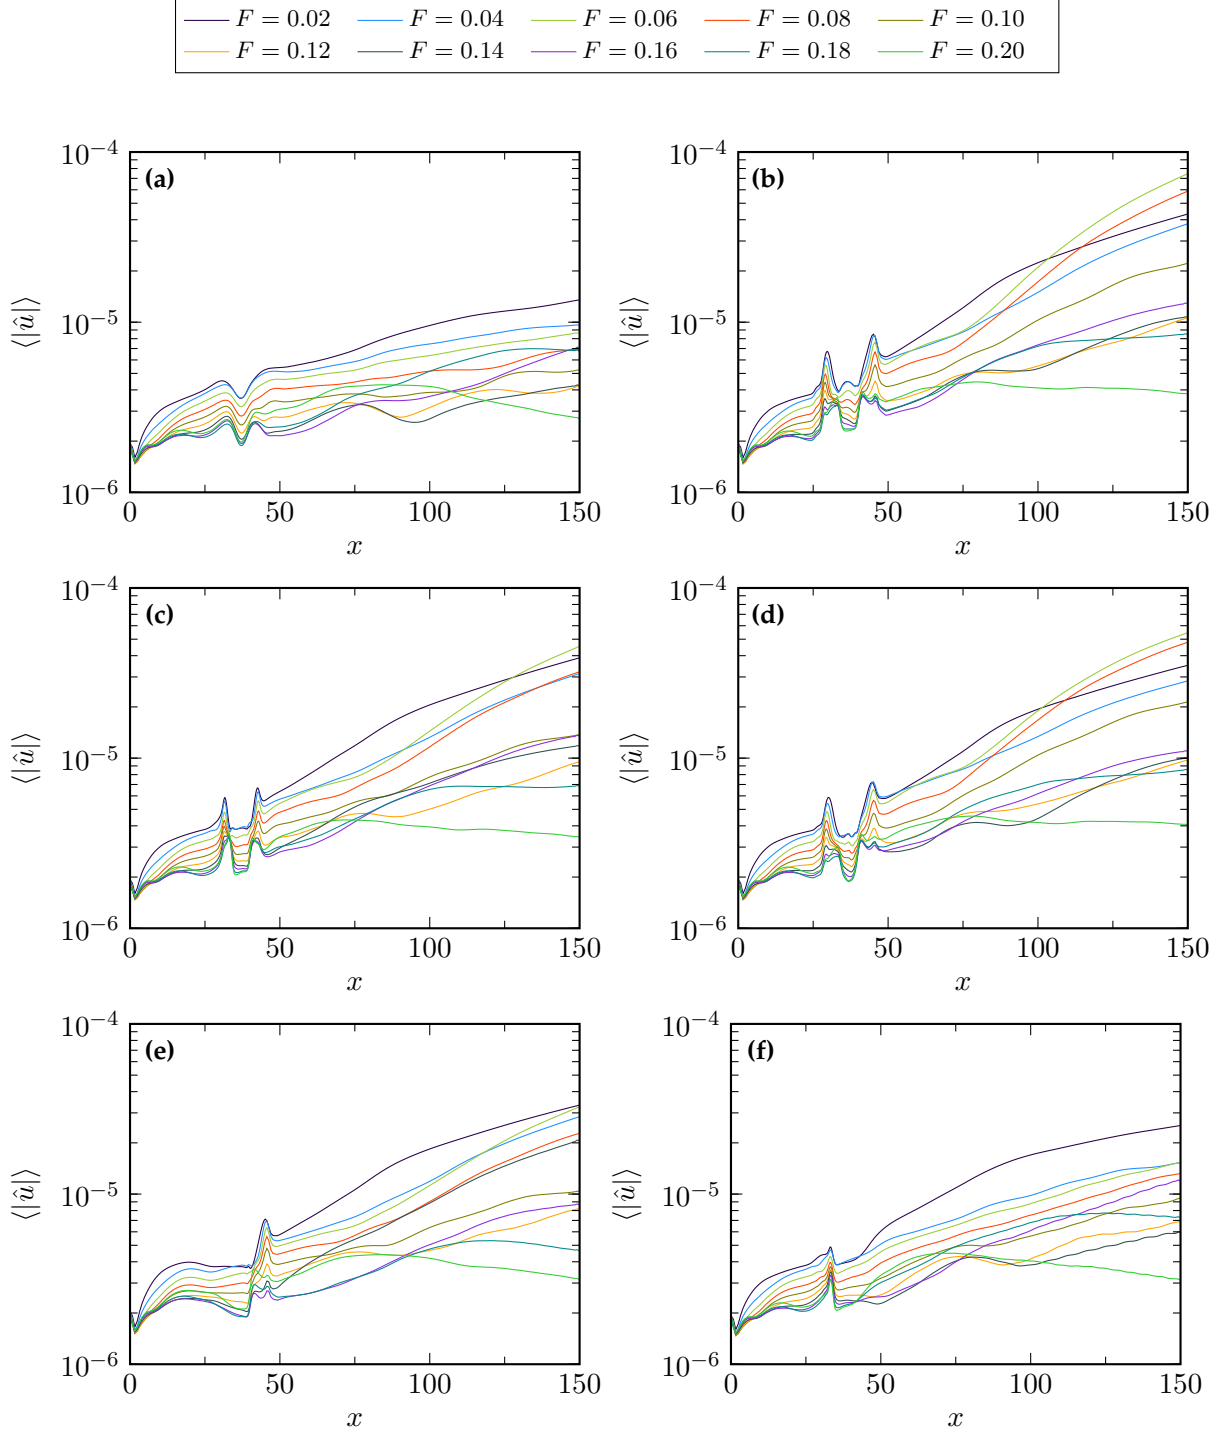 F = 0.02 F = 0.04 F = 0.06 F = 0.08 F = 0.10
F = 0.12 F = 0.14 F = 0.16 F = 0.18 F = 0.20
(a)
10⁻⁴
10⁻⁵
10⁻⁶
⟨|û|⟩
0 50 100 150
x
(b)
10⁻⁴
10⁻⁵
10⁻⁶
⟨|û|⟩
0 50 100 150
x
(c)
10⁻⁴
10⁻⁵
10⁻⁶
⟨|û|⟩
0 50 100 150
x
(d)
10⁻⁴
10⁻⁵
10⁻⁶
⟨|û|⟩
0 50 100 150
x
(e)
10⁻⁴
10⁻⁵
10⁻⁶
⟨|û|⟩
0 50 100 150
x
(f)
10⁻⁴
10⁻⁵
10⁻⁶
⟨|û|⟩
0 50 100 150
x